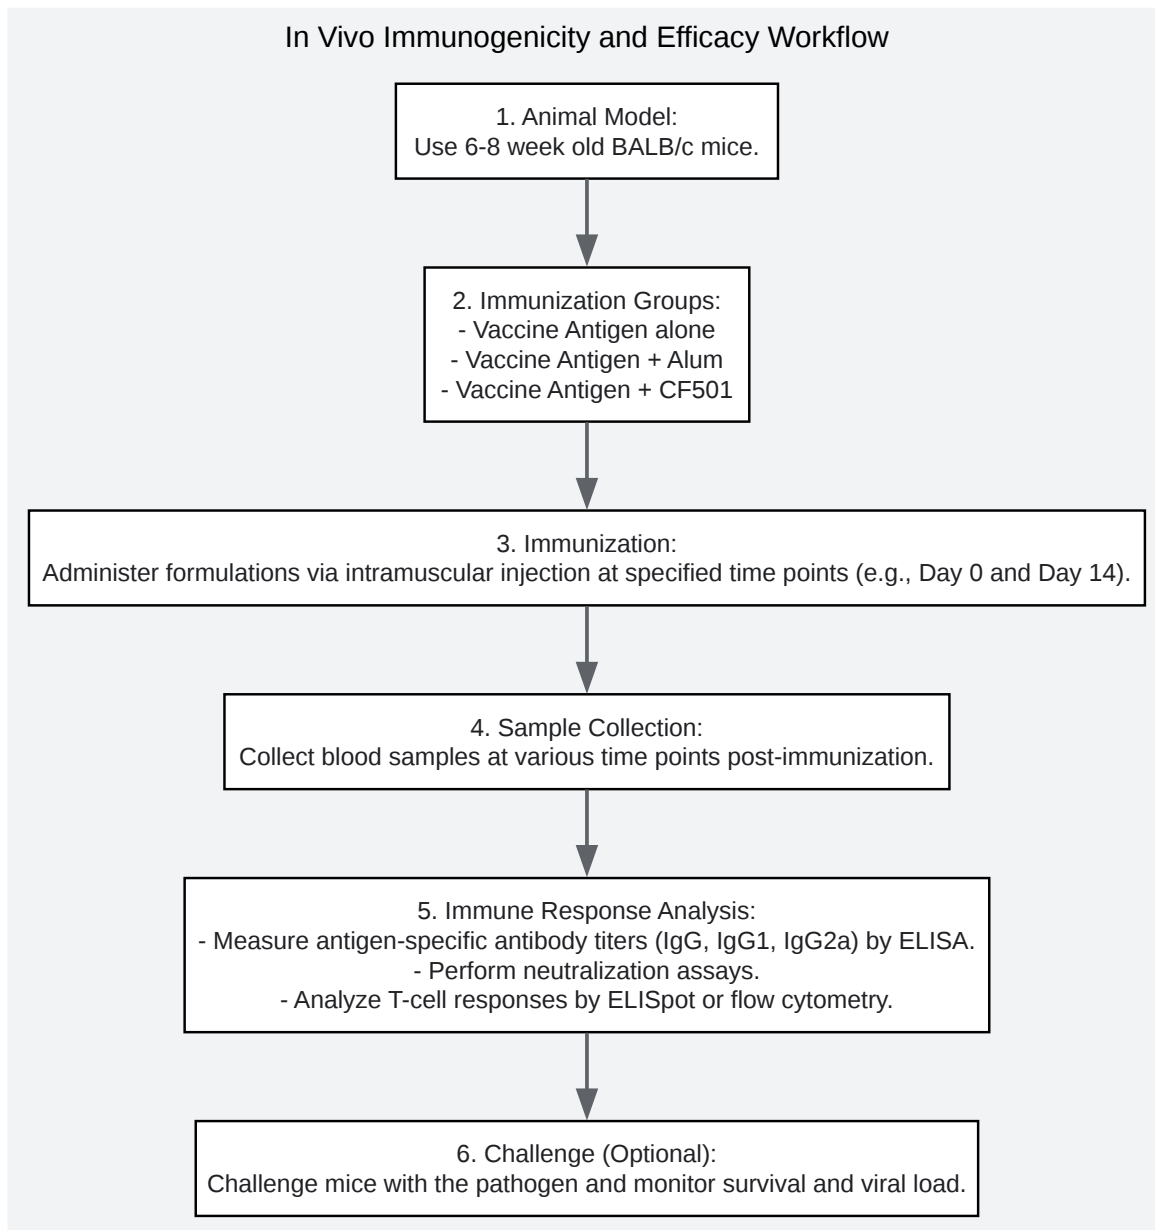 In Vivo Immunogenicity and Efficacy Workflow
1. Animal Model:
Use 6-8 week old BALB/c mice.
2. Immunization Groups:
- Vaccine Antigen alone
- Vaccine Antigen + Alum
- Vaccine Antigen + CF501
3. Immunization:
Administer formulations via intramuscular injection at specified time points (e.g., Day 0 and Day 14).
4. Sample Collection:
Collect blood samples at various time points post-immunization.
5. Immune Response Analysis:
- Measure antigen-specific antibody titers (IgG, IgG1, IgG2a) by ELISA.
- Perform neutralization assays.
- Analyze T-cell responses by ELISpot or flow cytometry.
6. Challenge (Optional):
Challenge mice with the pathogen and monitor survival and viral load.